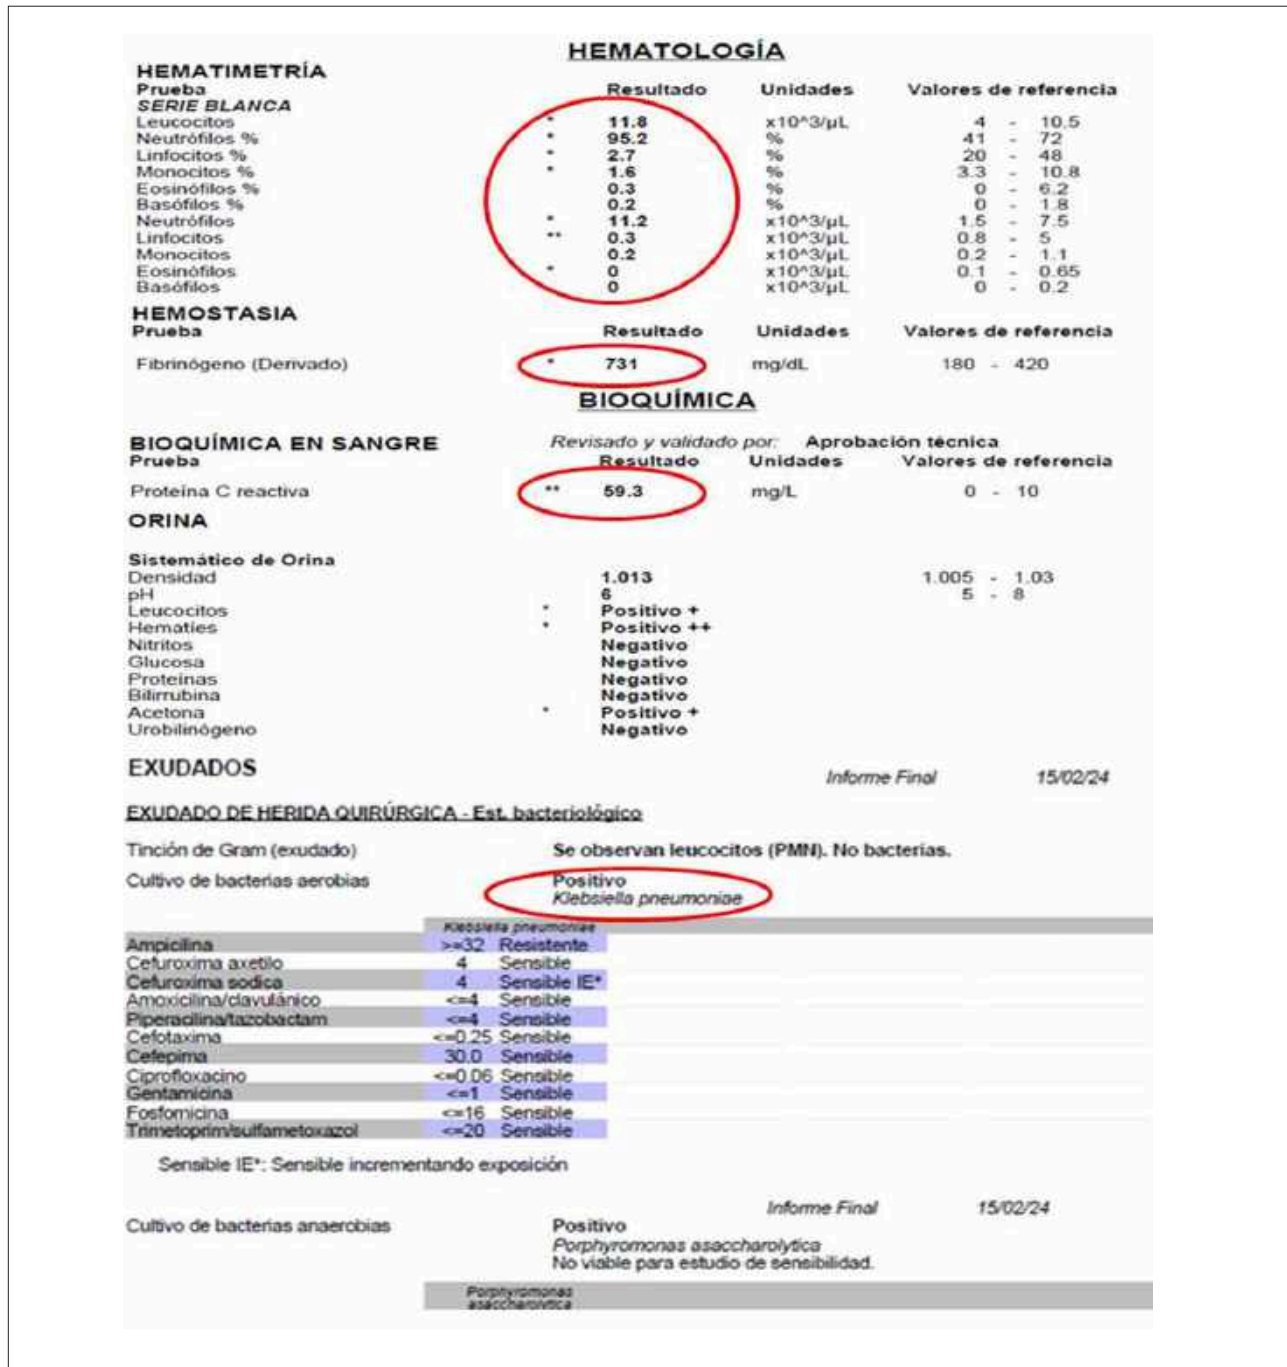 HEMATOLOGÍA
HEMATIMETRÍA
Prueba Resultado Unidades Valores de referencia
SERIE BLANCA
Leucocitos * 11.8 x10^3/µL 4 - 10.5
Neutrófilos % * 95.2 % 41 - 72
Linfocitos % * 2.7 % 20 - 48
Monocitos % * 1.6 % 3.3 - 10.8
Eosinófilos % 0.3 % 0 - 6.2
Basófilos % 0.2 % 0 - 1.8
Neutrófilos * 11.2 x10^3/µL 1.5 - 7.5
Linfocitos ** 0.3 x10^3/µL 0.8 - 5
Monocitos 0.2 x10^3/µL 0.2 - 1.1
Eosinófilos * 0 x10^3/µL 0.1 - 0.65
Basófilos 0 x10^3/µL 0 - 0.2
HEMOSTASIA
Prueba Resultado Unidades Valores de referencia
Fibrinógeno (Derivado) * 731 mg/dL 180 - 420
BIOQUÍMICA
BIOQUÍMICA EN SANGRE Revisado y validado por: Aprobación técnica
Prueba Resultado Unidades Valores de referencia
Proteína C reactiva ** 59.3 mg/L 0 - 10
ORINA
Sistemático de Orina
Densidad 1.013 1.005 - 1.03
pH 6 5 - 8
Leucocitos * Positivo +
Hematíes * Positivo ++
Nitritos Negativo
Glucosa Negativo
Proteínas Negativo
Bilirrubina Negativo
Acetona * Positivo +
Urobilinógeno Negativo
EXUDADOS
Informe Final 15/02/24
EXUDADO DE HERIDA QUIRÚRGICA - Est. bacteriológico
Tinción de Gram (exudado) Se observan leucocitos (PMN). No bacterias.
Cultivo de bacterias aerobias Positivo
Klebsiella pneumoniae
Klebsiella pneumoniae
Ampicilina >=32 Resistente
Cefuroxima axetilo 4 Sensible
Cefuroxima sodica 4 Sensible IE*
Amoxicilina/clavulánico <=4 Sensible
Piperacilina/tazobactam <=4 Sensible
Cefotaxima <=0.25 Sensible
Cefepima 30.0 Sensible
Ciprofloxacino <=0.06 Sensible
Gentamicina <=1 Sensible
Fosfomicina <=16 Sensible
Trimetoprim/sulfametoxazol <=20 Sensible
Sensible IE*: Sensible incrementando exposición
Informe Final 15/02/24
Cultivo de bacterias anaerobias Positivo
Porphyromonas asaccharolytica
No viable para estudio de sensibilidad.
Porphyromonas
asaccharolytica